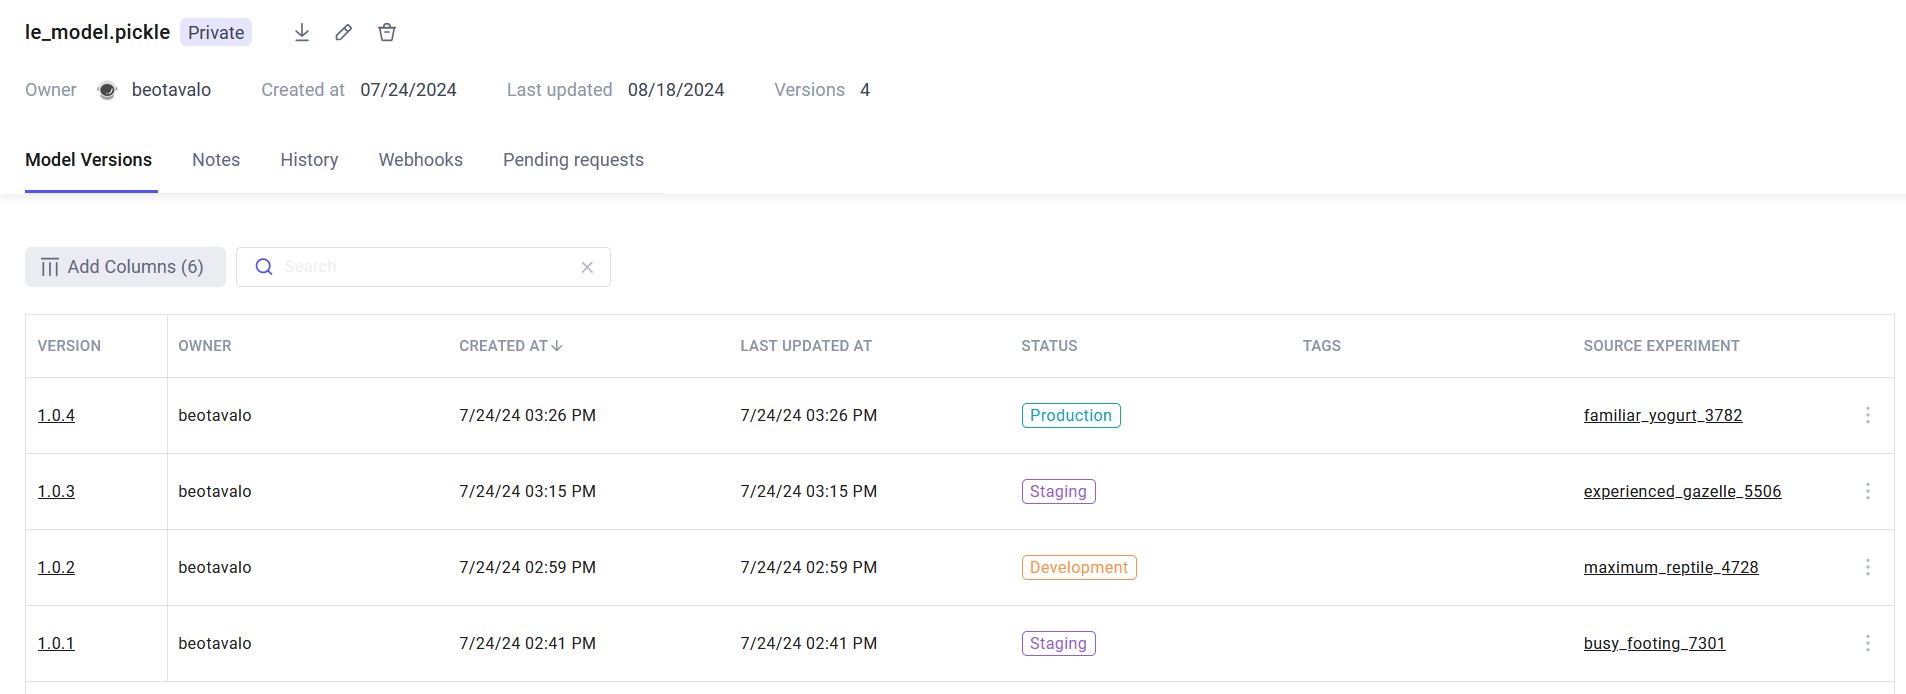 le_model.pickle Private
Owner beotavalo Created at 07/24/2024 Last updated 08/18/2024 Versions 4
Model Versions Notes History Webhooks Pending requests
Add Columns (6) Search
VERSION OWNER CREATED AT LAST UPDATED AT STATUS TAGS SOURCE EXPERIMENT
1.0.4 beotavalo 7/24/24 03:26 PM 7/24/24 03:26 PM Production familiar_yogurt_3782
1.0.3 beotavalo 7/24/24 03:15 PM 7/24/24 03:15 PM Staging experienced_gazelle_5506
1.0.2 beotavalo 7/24/24 02:59 PM 7/24/24 02:59 PM Development maximum_reptile_4728
1.0.1 beotavalo 7/24/24 02:41 PM 7/24/24 02:41 PM Staging busy_footing_7301